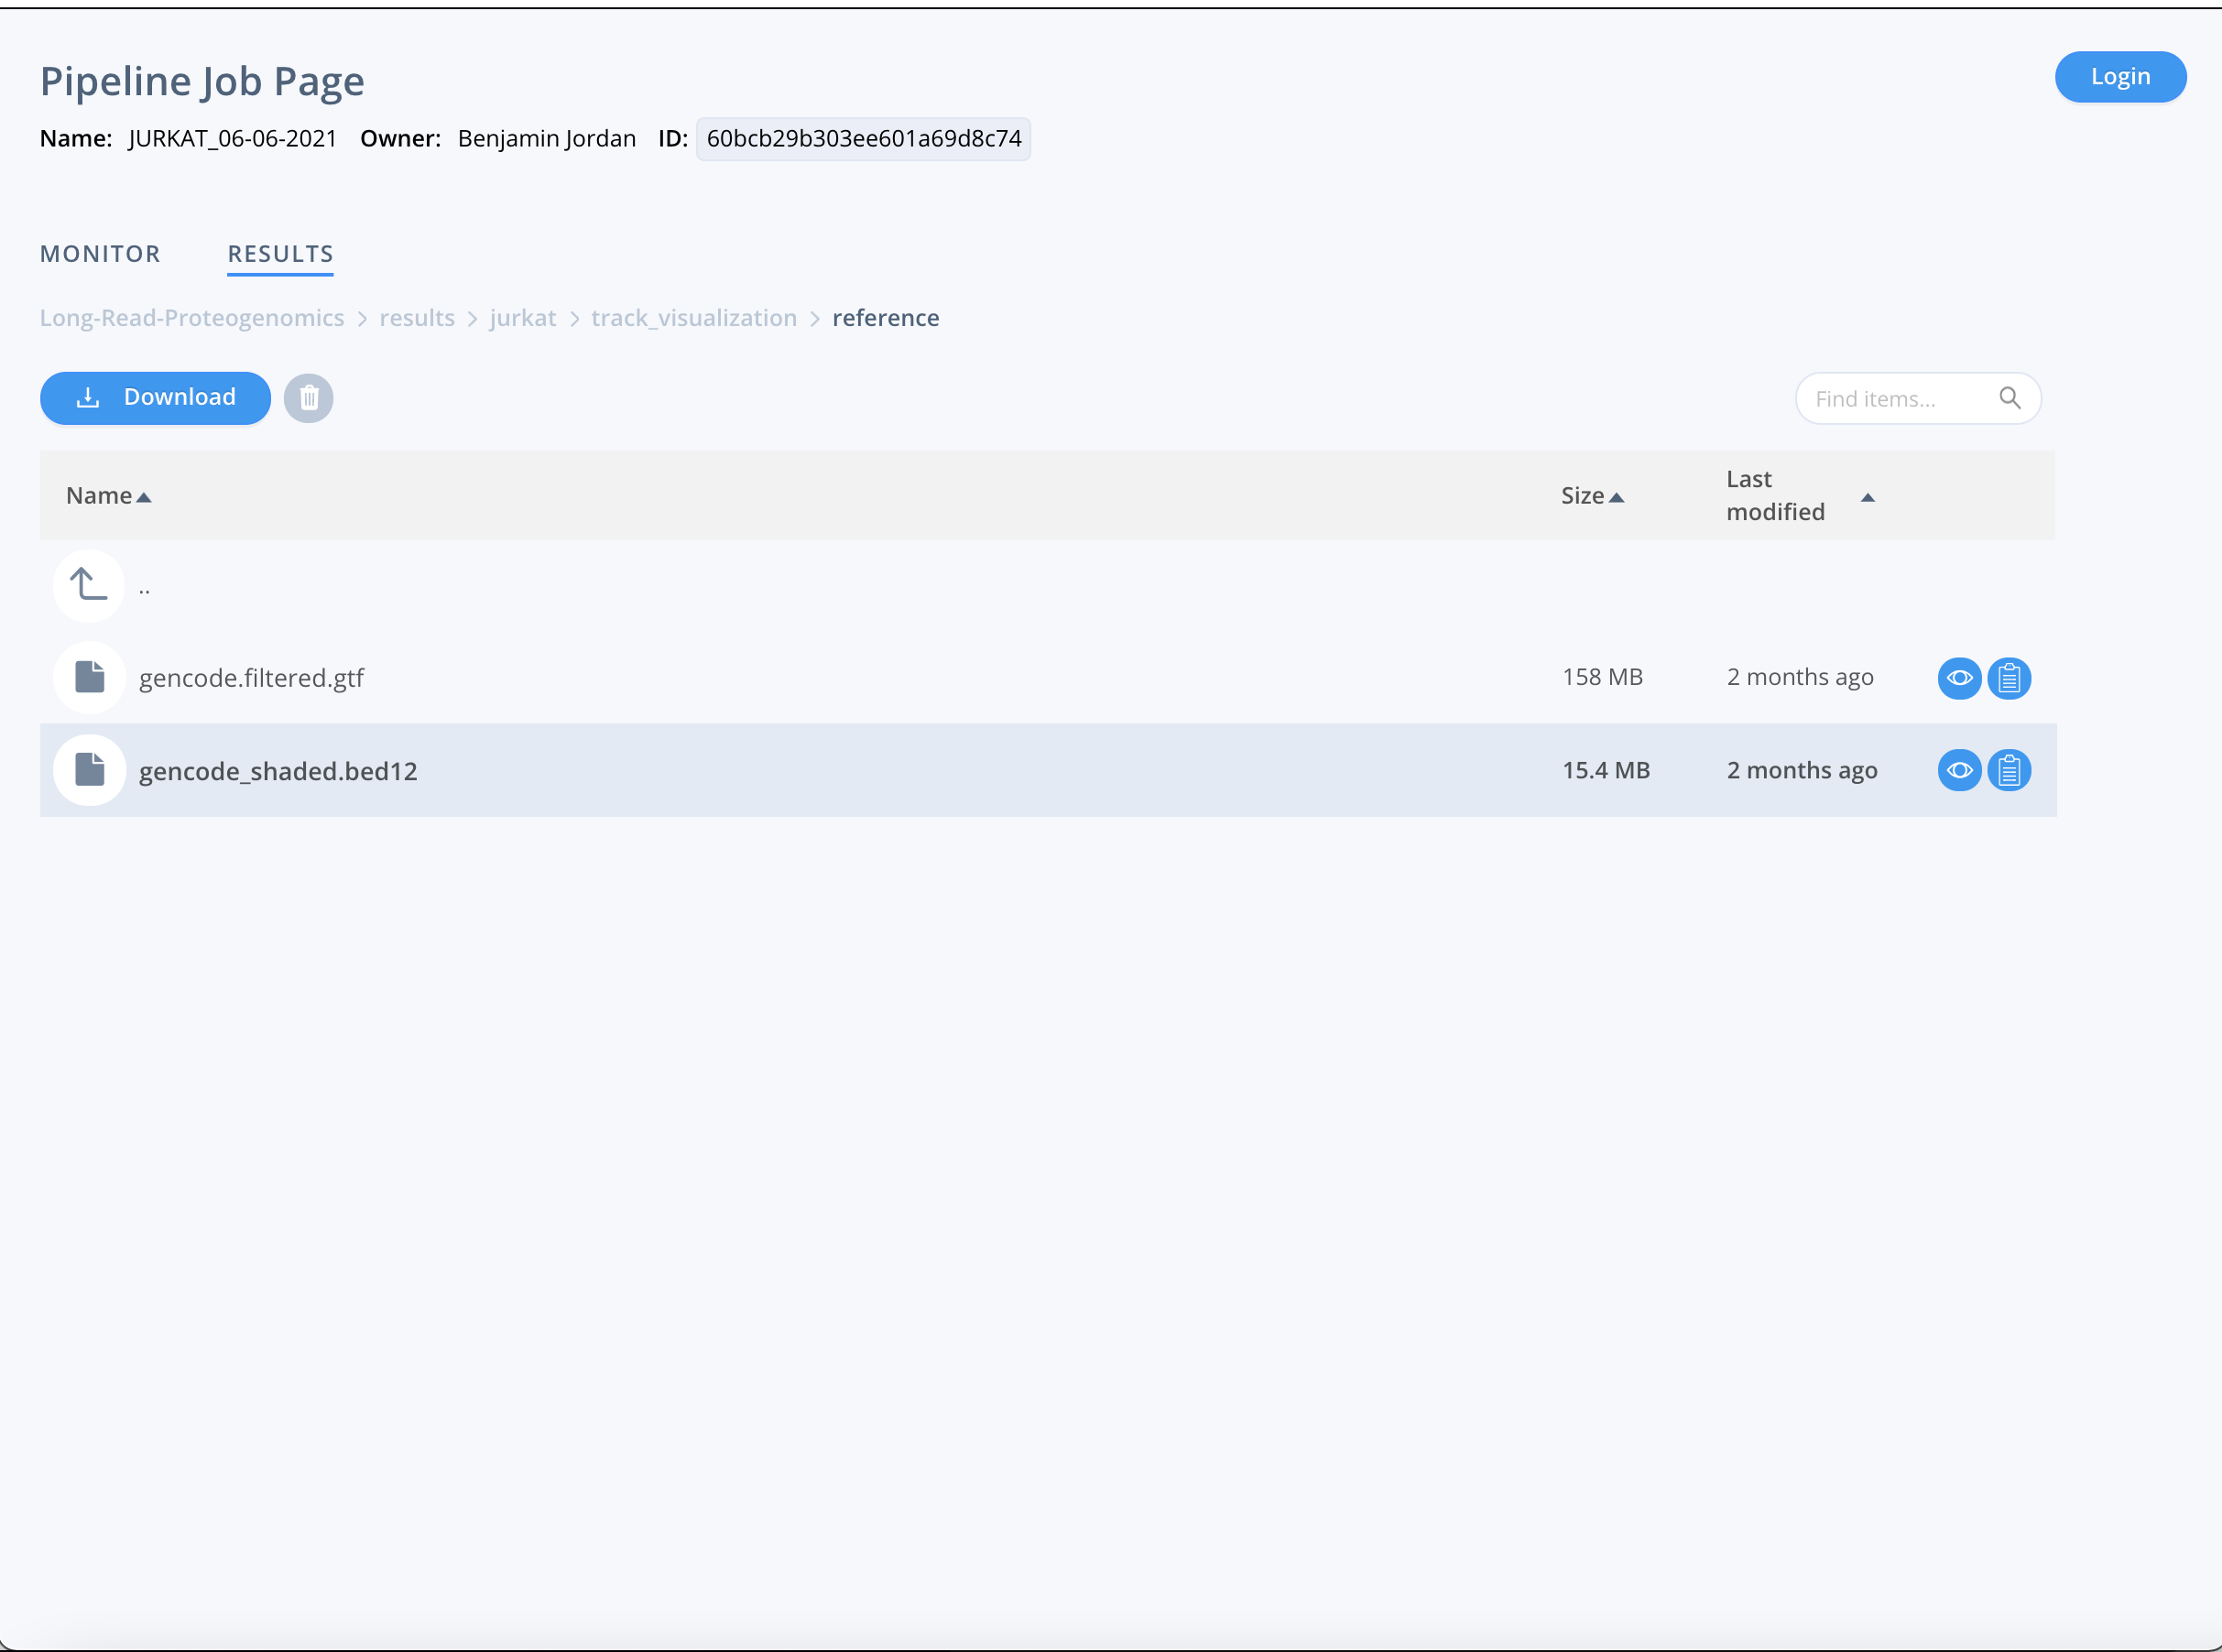 Pipeline Job Page
Login
Name: JURKAT_06-06-2021 Owner: Benjamin Jordan ID: 60bcb29b303ee601a69d8c74
MONITOR RESULTS
Long-Read-Proteogenomics > results > jurkat > track_visualization > reference
Download
Find items...
Name Size Last modified
..
gencode.filtered.gtf 158 MB 2 months ago
gencode_shaded.bed12 15.4 MB 2 months ago